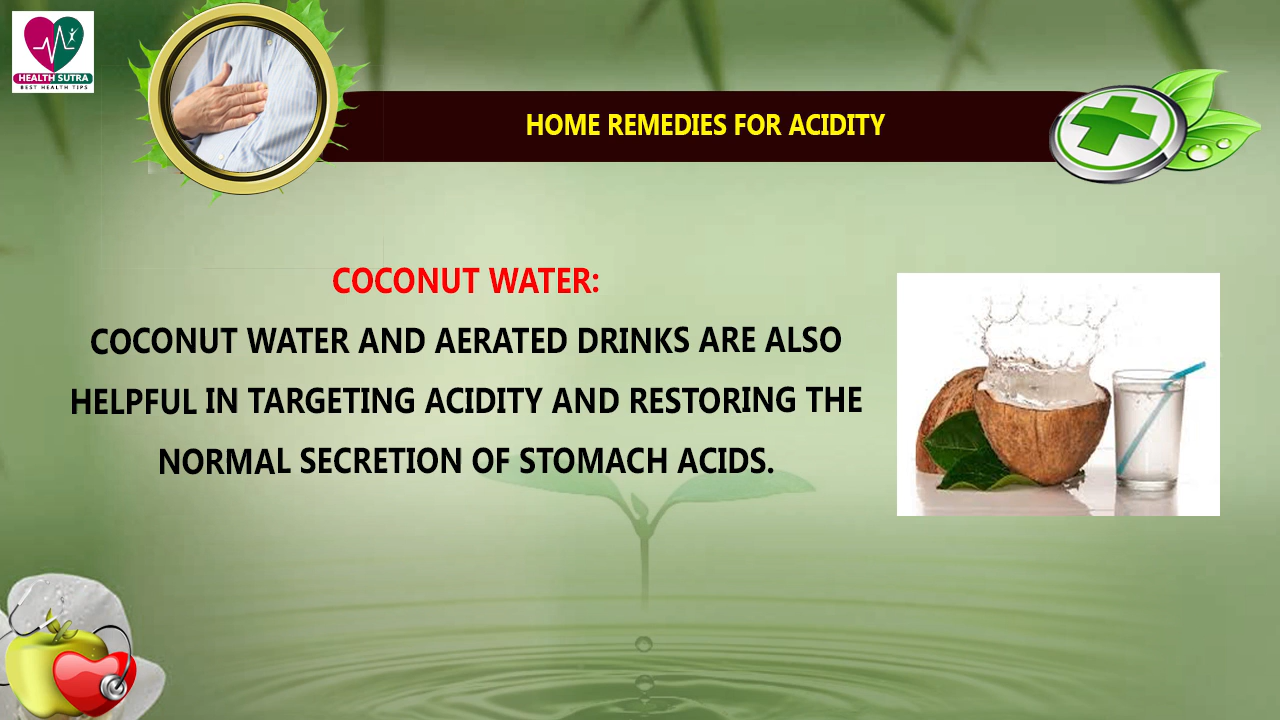 HEALTH SUTRA
BEST HEALTH TIPS
HOME REMEDIES FOR ACIDITY
COCONUT WATER:
COCONUT WATER AND AERATED DRINKS ARE ALSO
HELPFUL IN TARGETING ACIDITY AND RESTORING THE
NORMAL SECRETION OF STOMACH ACIDS.